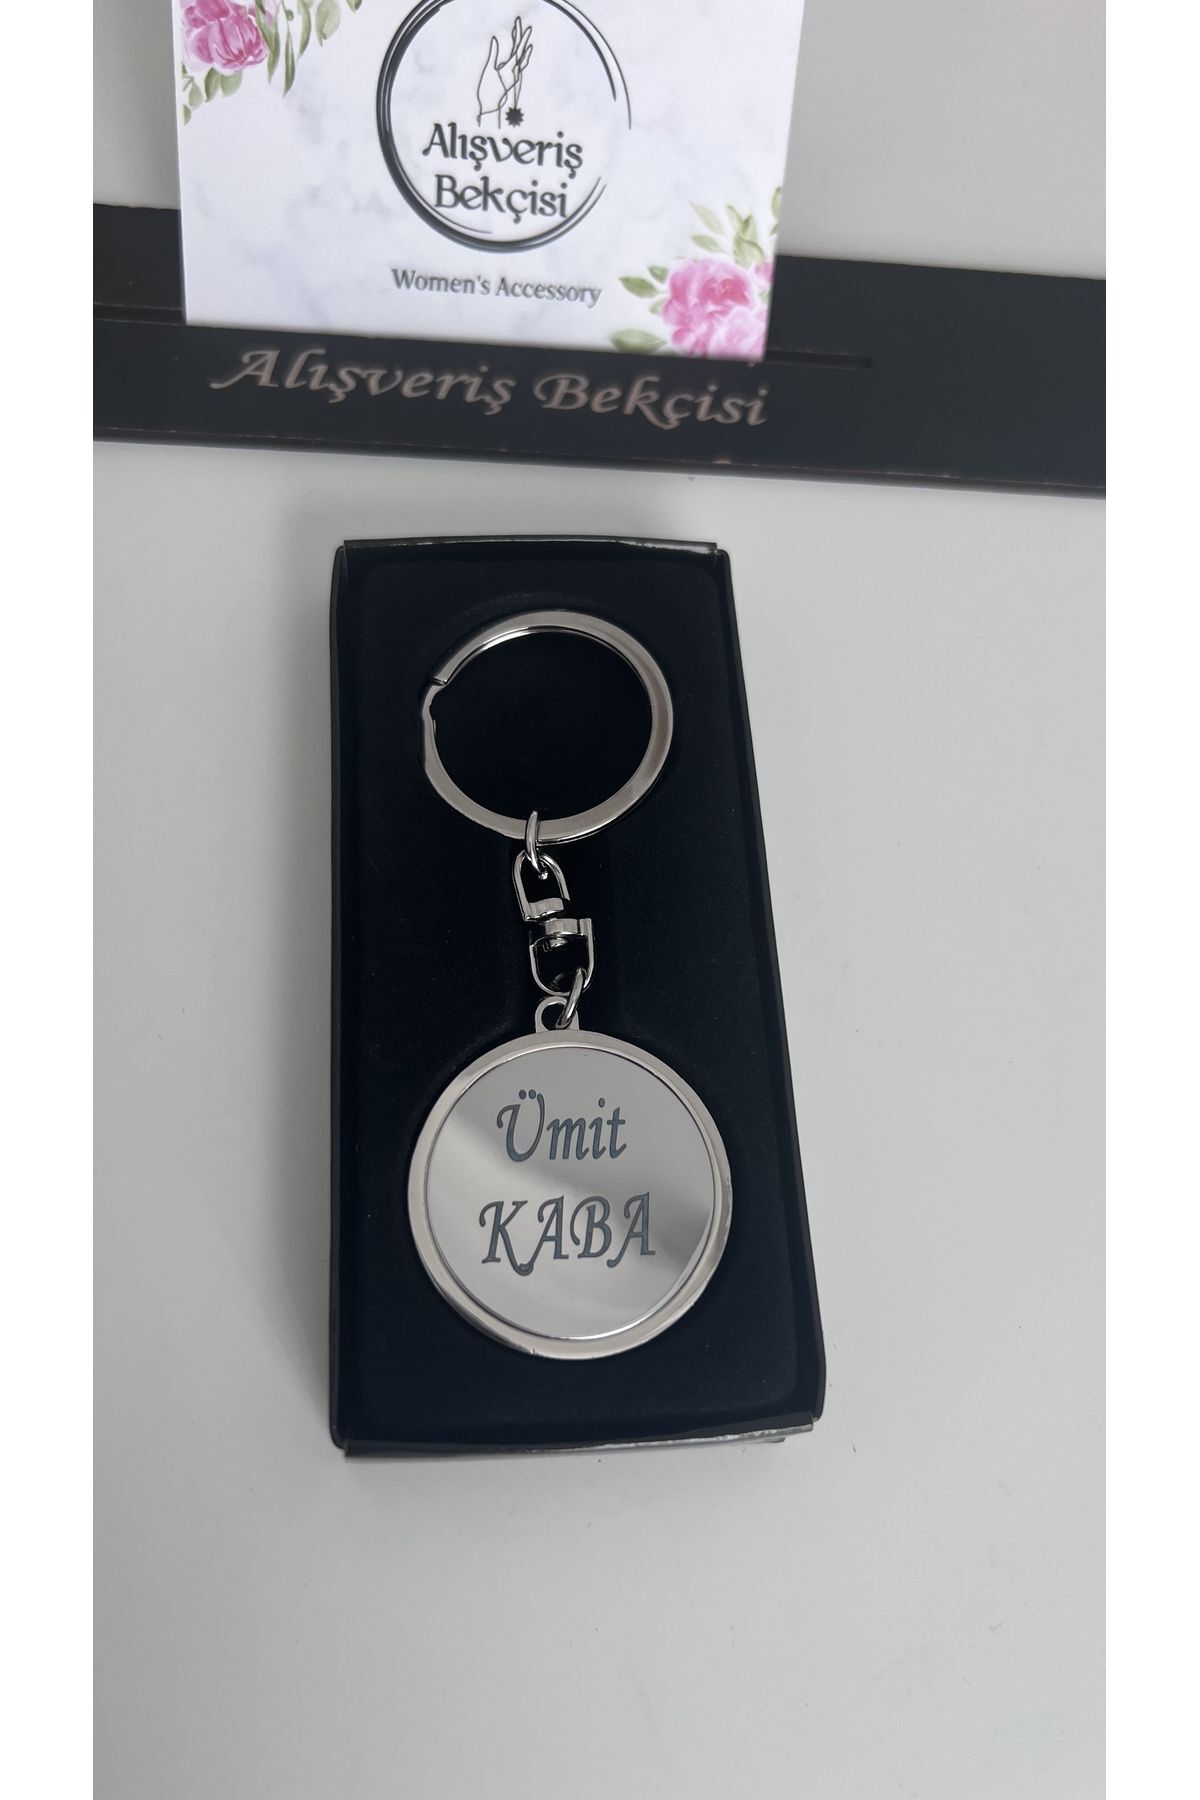 Alışveriş
Bekçisi
Women's Accessory
Alışveriş Bekçisi
Ümit
KABA